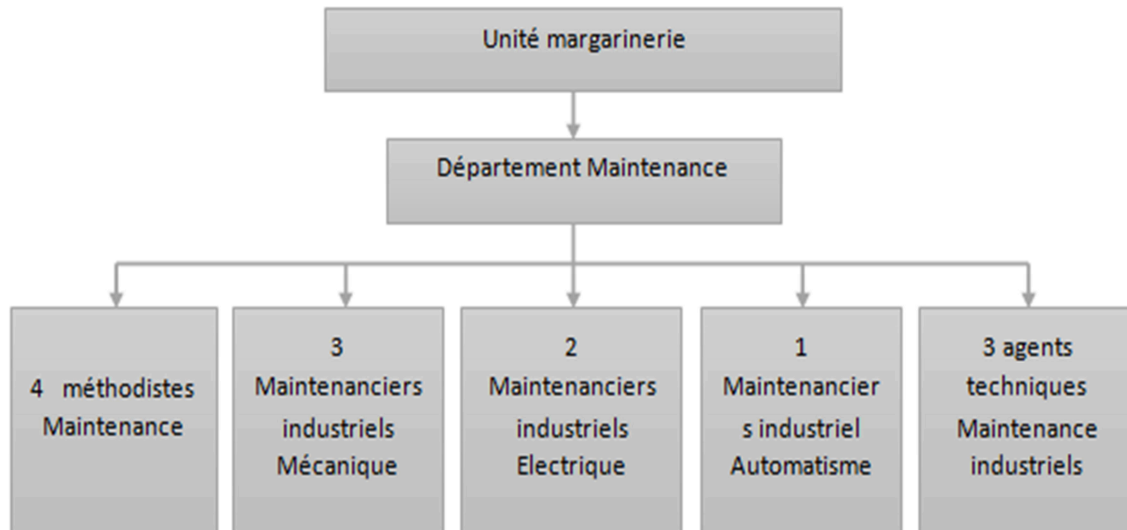 Unité margarinerie
Département Maintenance
4 méthodistes
Maintenance
3
Maintenanciers
industriels
Mécanique
2
Maintenanciers
industriels
Electrique
1
Maintenancier
s industriel
Automatisme
3 agents
techniques
Maintenance
industriels